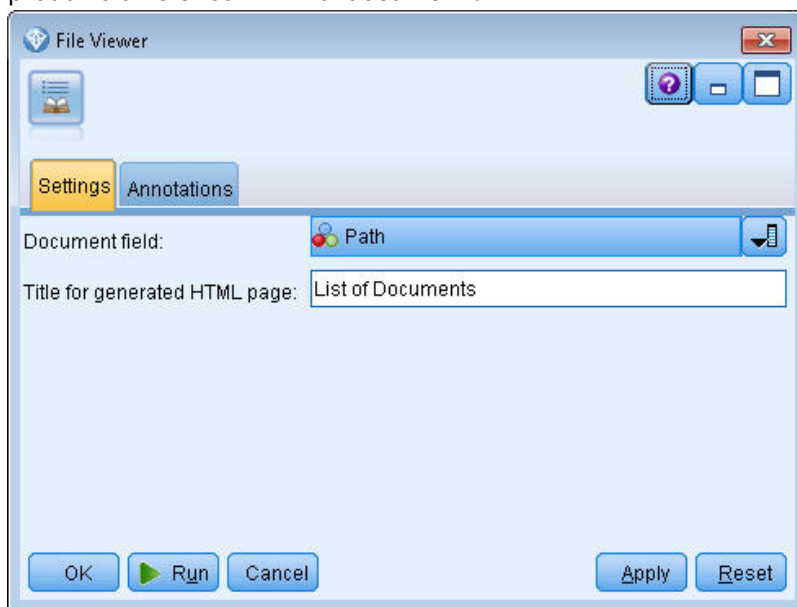 File Viewer
?
Settings Annotations
Document field: Path
Title for generated HTML page: List of Documents
OK Run Cancel Apply Reset